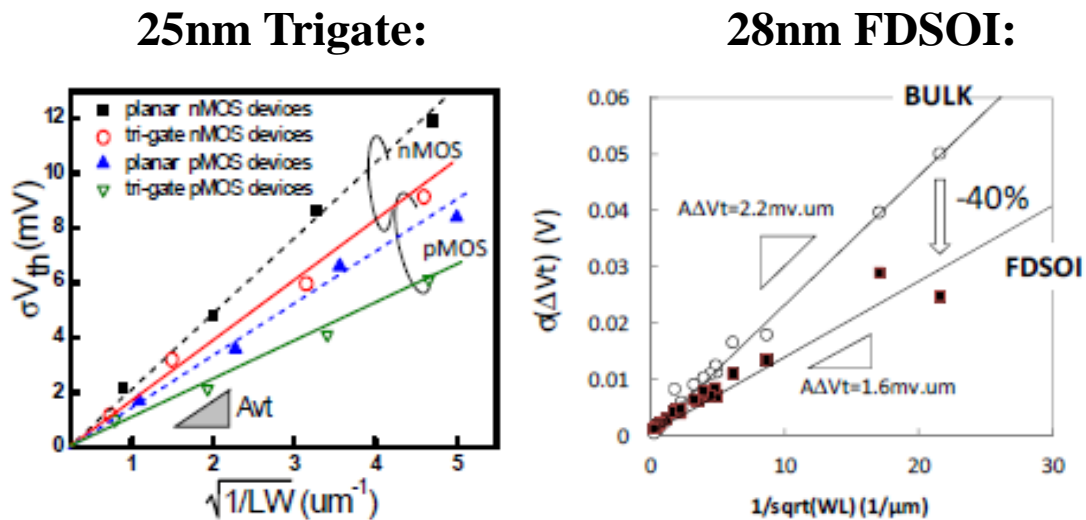 25nm Trigate:
28nm FDSOI:
planar nMOS devices
tri-gate nMOS devices
planar pMOS devices
tri-gate pMOS devices
nMOS
pMOS
Avt
σVth(mV)
12
10
8
6
4
2
0
1
2
3
4
5
√1/LW (um-1)
BULK
-40%
FDSOI
AΔVt=2.2mv.um
AΔVt=1.6mv.um
σ(ΔVt) (V)
0.06
0.05
0.04
0.03
0.02
0.01
0
0
10
20
30
1/sqrt(WL) (1/µm)